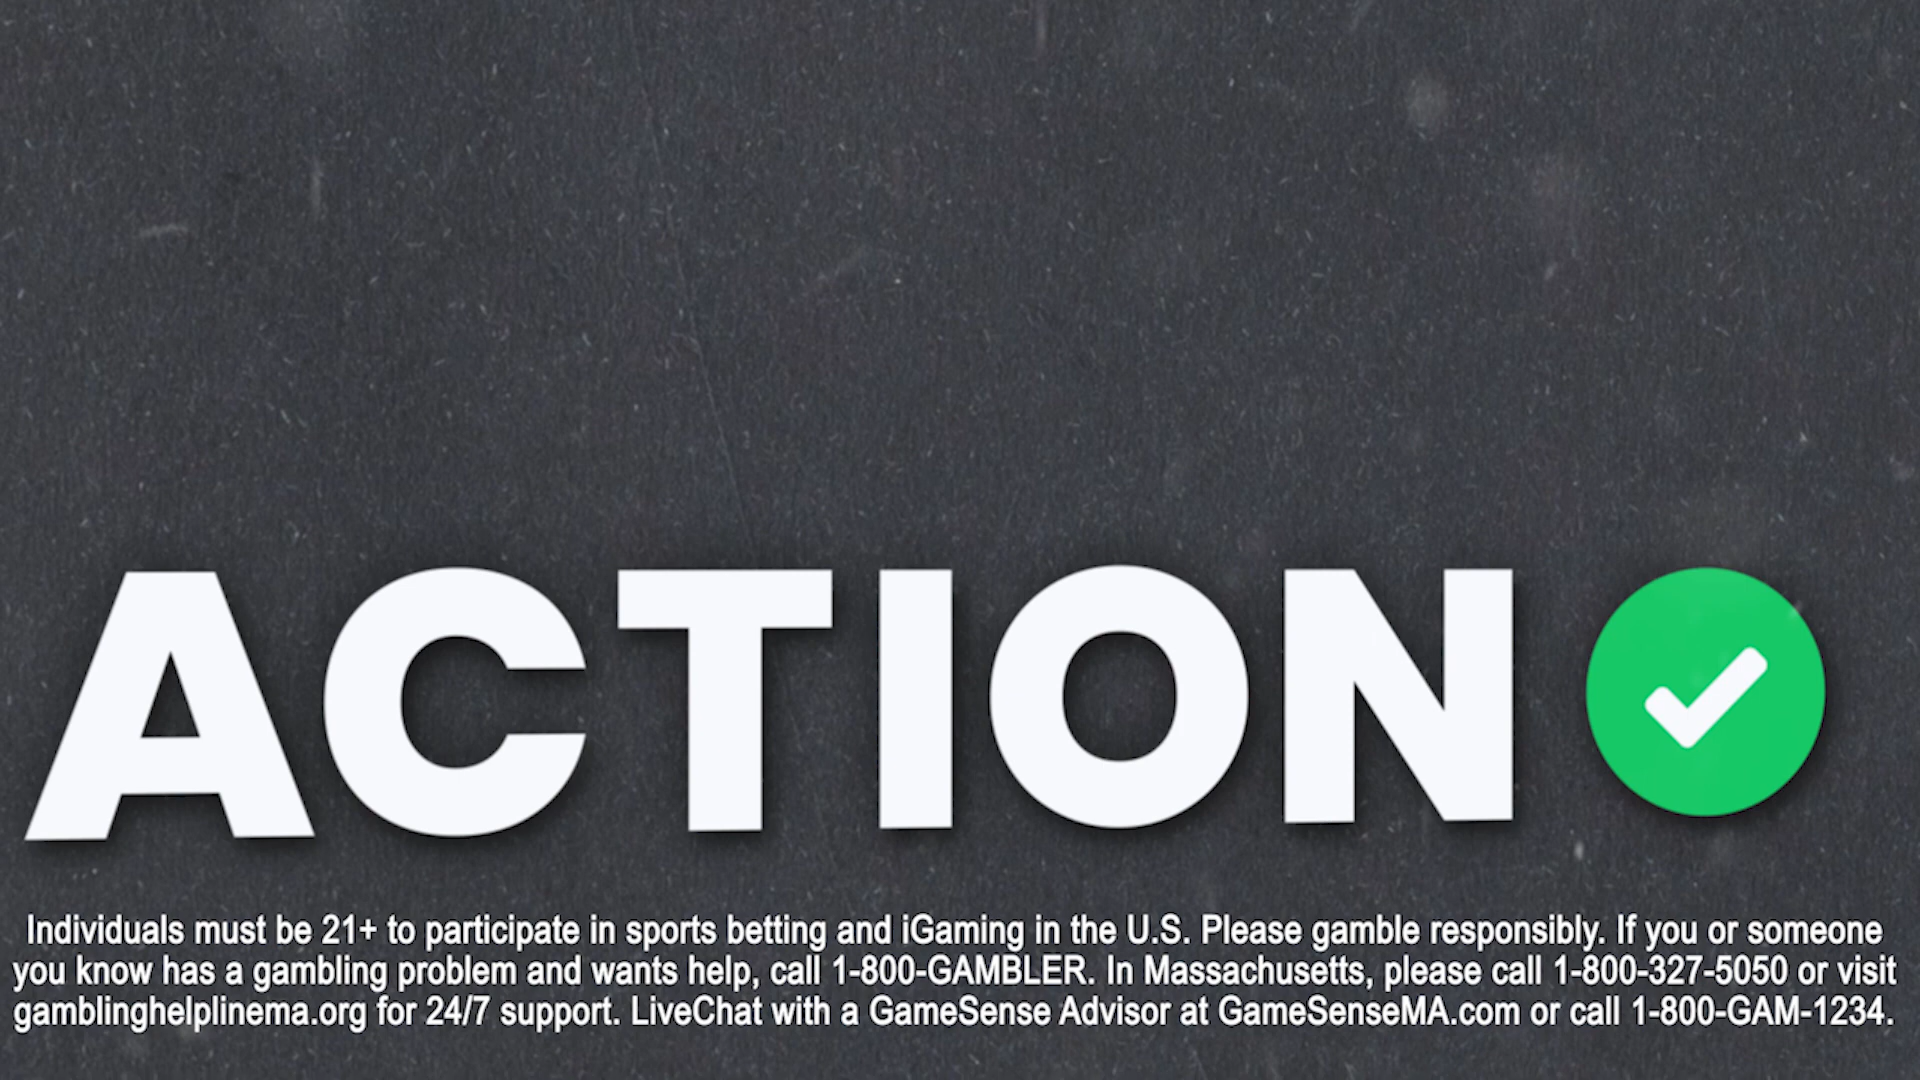 ACTION
Individuals must be 21+ to participate in sports betting and iGaming in the U.S. Please gamble responsibly. If you or someone
you know has a gambling problem and wants help, call 1-800-GAMBLER. In Massachusetts, please call 1-800-327-5050 or visit
gamblinghelplinema.org for 24/7 support. LiveChat with a GameSense Advisor at GameSenseMA.com or call 1-800-GAM-1234.